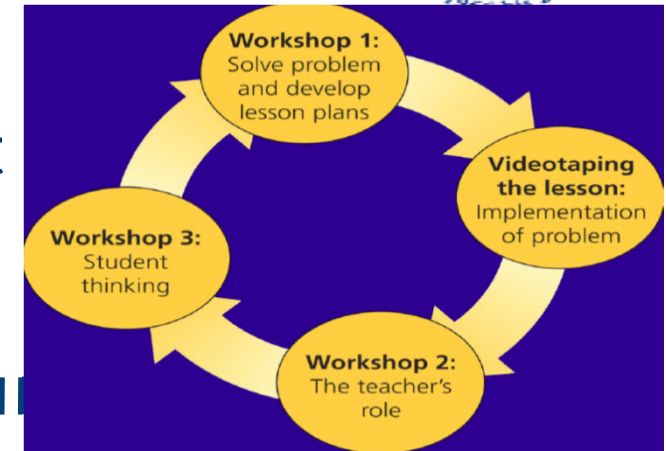 Workshop 1:
Solve problem
and develop
lesson plans
Videotaping
the lesson:
Implementation
of problem
Workshop 3:
Student
thinking
Workshop 2:
The teacher's
role